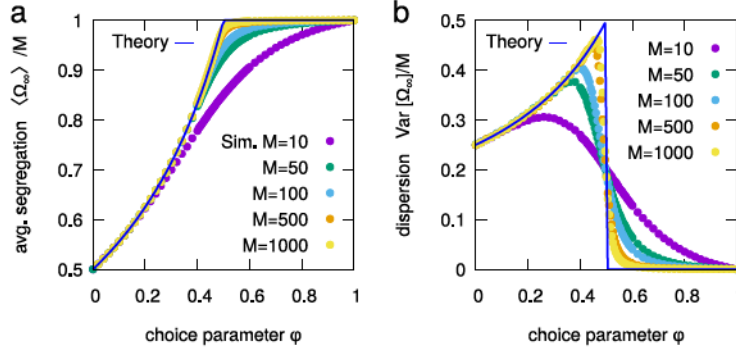 a
avg. segregation ⟨Ω∞⟩ /M
1
0.9
0.8
0.7
0.6
0.5
Theory
Sim. M=10
M=50
M=100
M=500
M=1000
0 0.2 0.4 0.6 0.8 1
choice parameter φ
b
dispersion Var [Ω∞]/M
0.5
0.4
0.3
0.2
0.1
0
Theory
M=10
M=50
M=100
M=500
M=1000
0 0.2 0.4 0.6 0.8
choice parameter φ